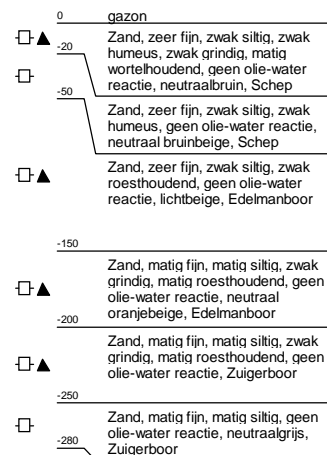 0
gazon
Zand, zeer fijn, zwak siltig, zwak
humeus, zwak grindig, matig
wortelhoudend, geen olie-water
reactie, neutraalbruin, Schep
-20
Zand, zeer fijn, zwak siltig, zwak
humeus, geen olie-water reactie,
neutraal bruinbeige, Schep
-50
Zand, zeer fijn, zwak siltig, zwak
roesthoudend, geen olie-water
reactie, lichtbeige, Edelmanboor
-150
Zand, matig fijn, matig siltig, zwak
grindig, matig roesthoudend, geen
olie-water reactie, neutraal
oranjebeige, Edelmanboor
-200
Zand, matig fijn, matig siltig, zwak
grindig, matig roesthoudend, geen
olie-water reactie, Zuigerboor
-250
Zand, matig fijn, matig siltig, geen
olie-water reactie, neutraalgrijs,
Zuigerboor
-280